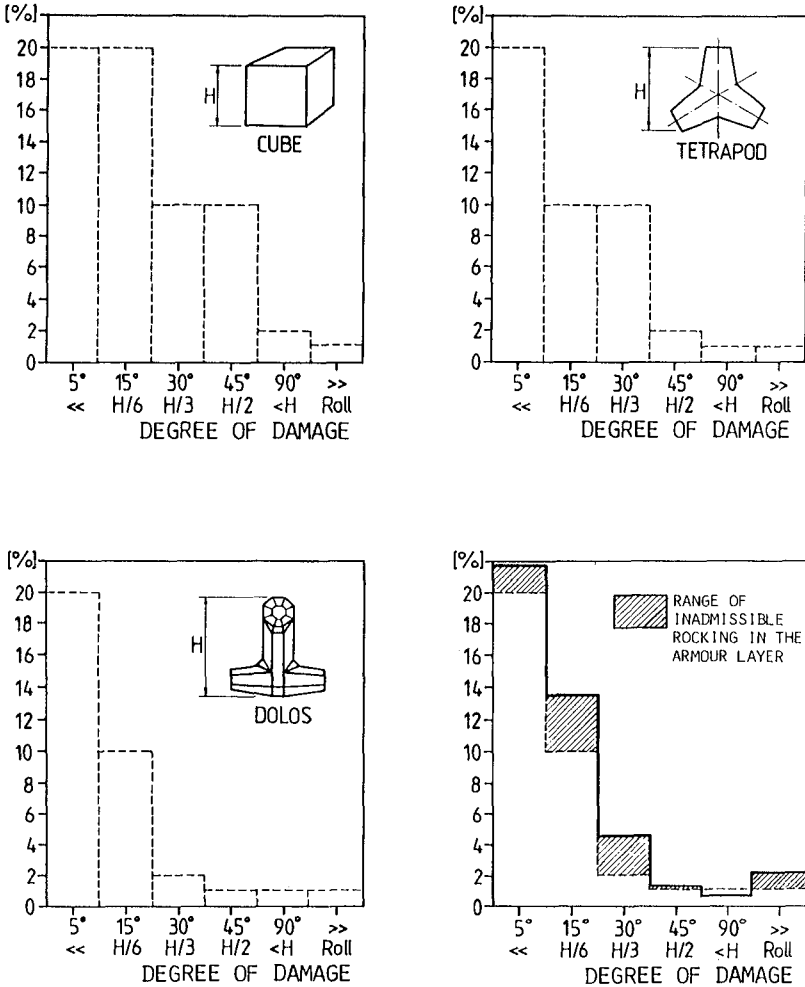 [%]
20
18
16
14
12
10
8
6
4
2
0
H
CUBE
5° 15° 30° 45° 90° >>
<< H/6 H/3 H/2 <H Roll
DEGREE OF DAMAGE
[%]
20
18
16
14
12
10
8
6
4
2
0
H
TETRAPOD
5° 15° 30° 45° 90° >>
<< H/6 H/3 H/2 <H Roll
DEGREE OF DAMAGE
[%]
20
18
16
14
12
10
8
6
4
2
0
H
DOLOS
5° 15° 30° 45° 90° >>
<< H/6 H/3 H/2 <H Roll
DEGREE OF DAMAGE
[%]
20
18
16
14
12
10
8
6
4
2
0
RANGE OF
INADMISSIBLE
ROCKING IN THE
ARMOUR LAYER
5° 15° 30° 45° 90° >>
<< H/6 H/3 H/2 <H Roll
DEGREE OF DAMAGE